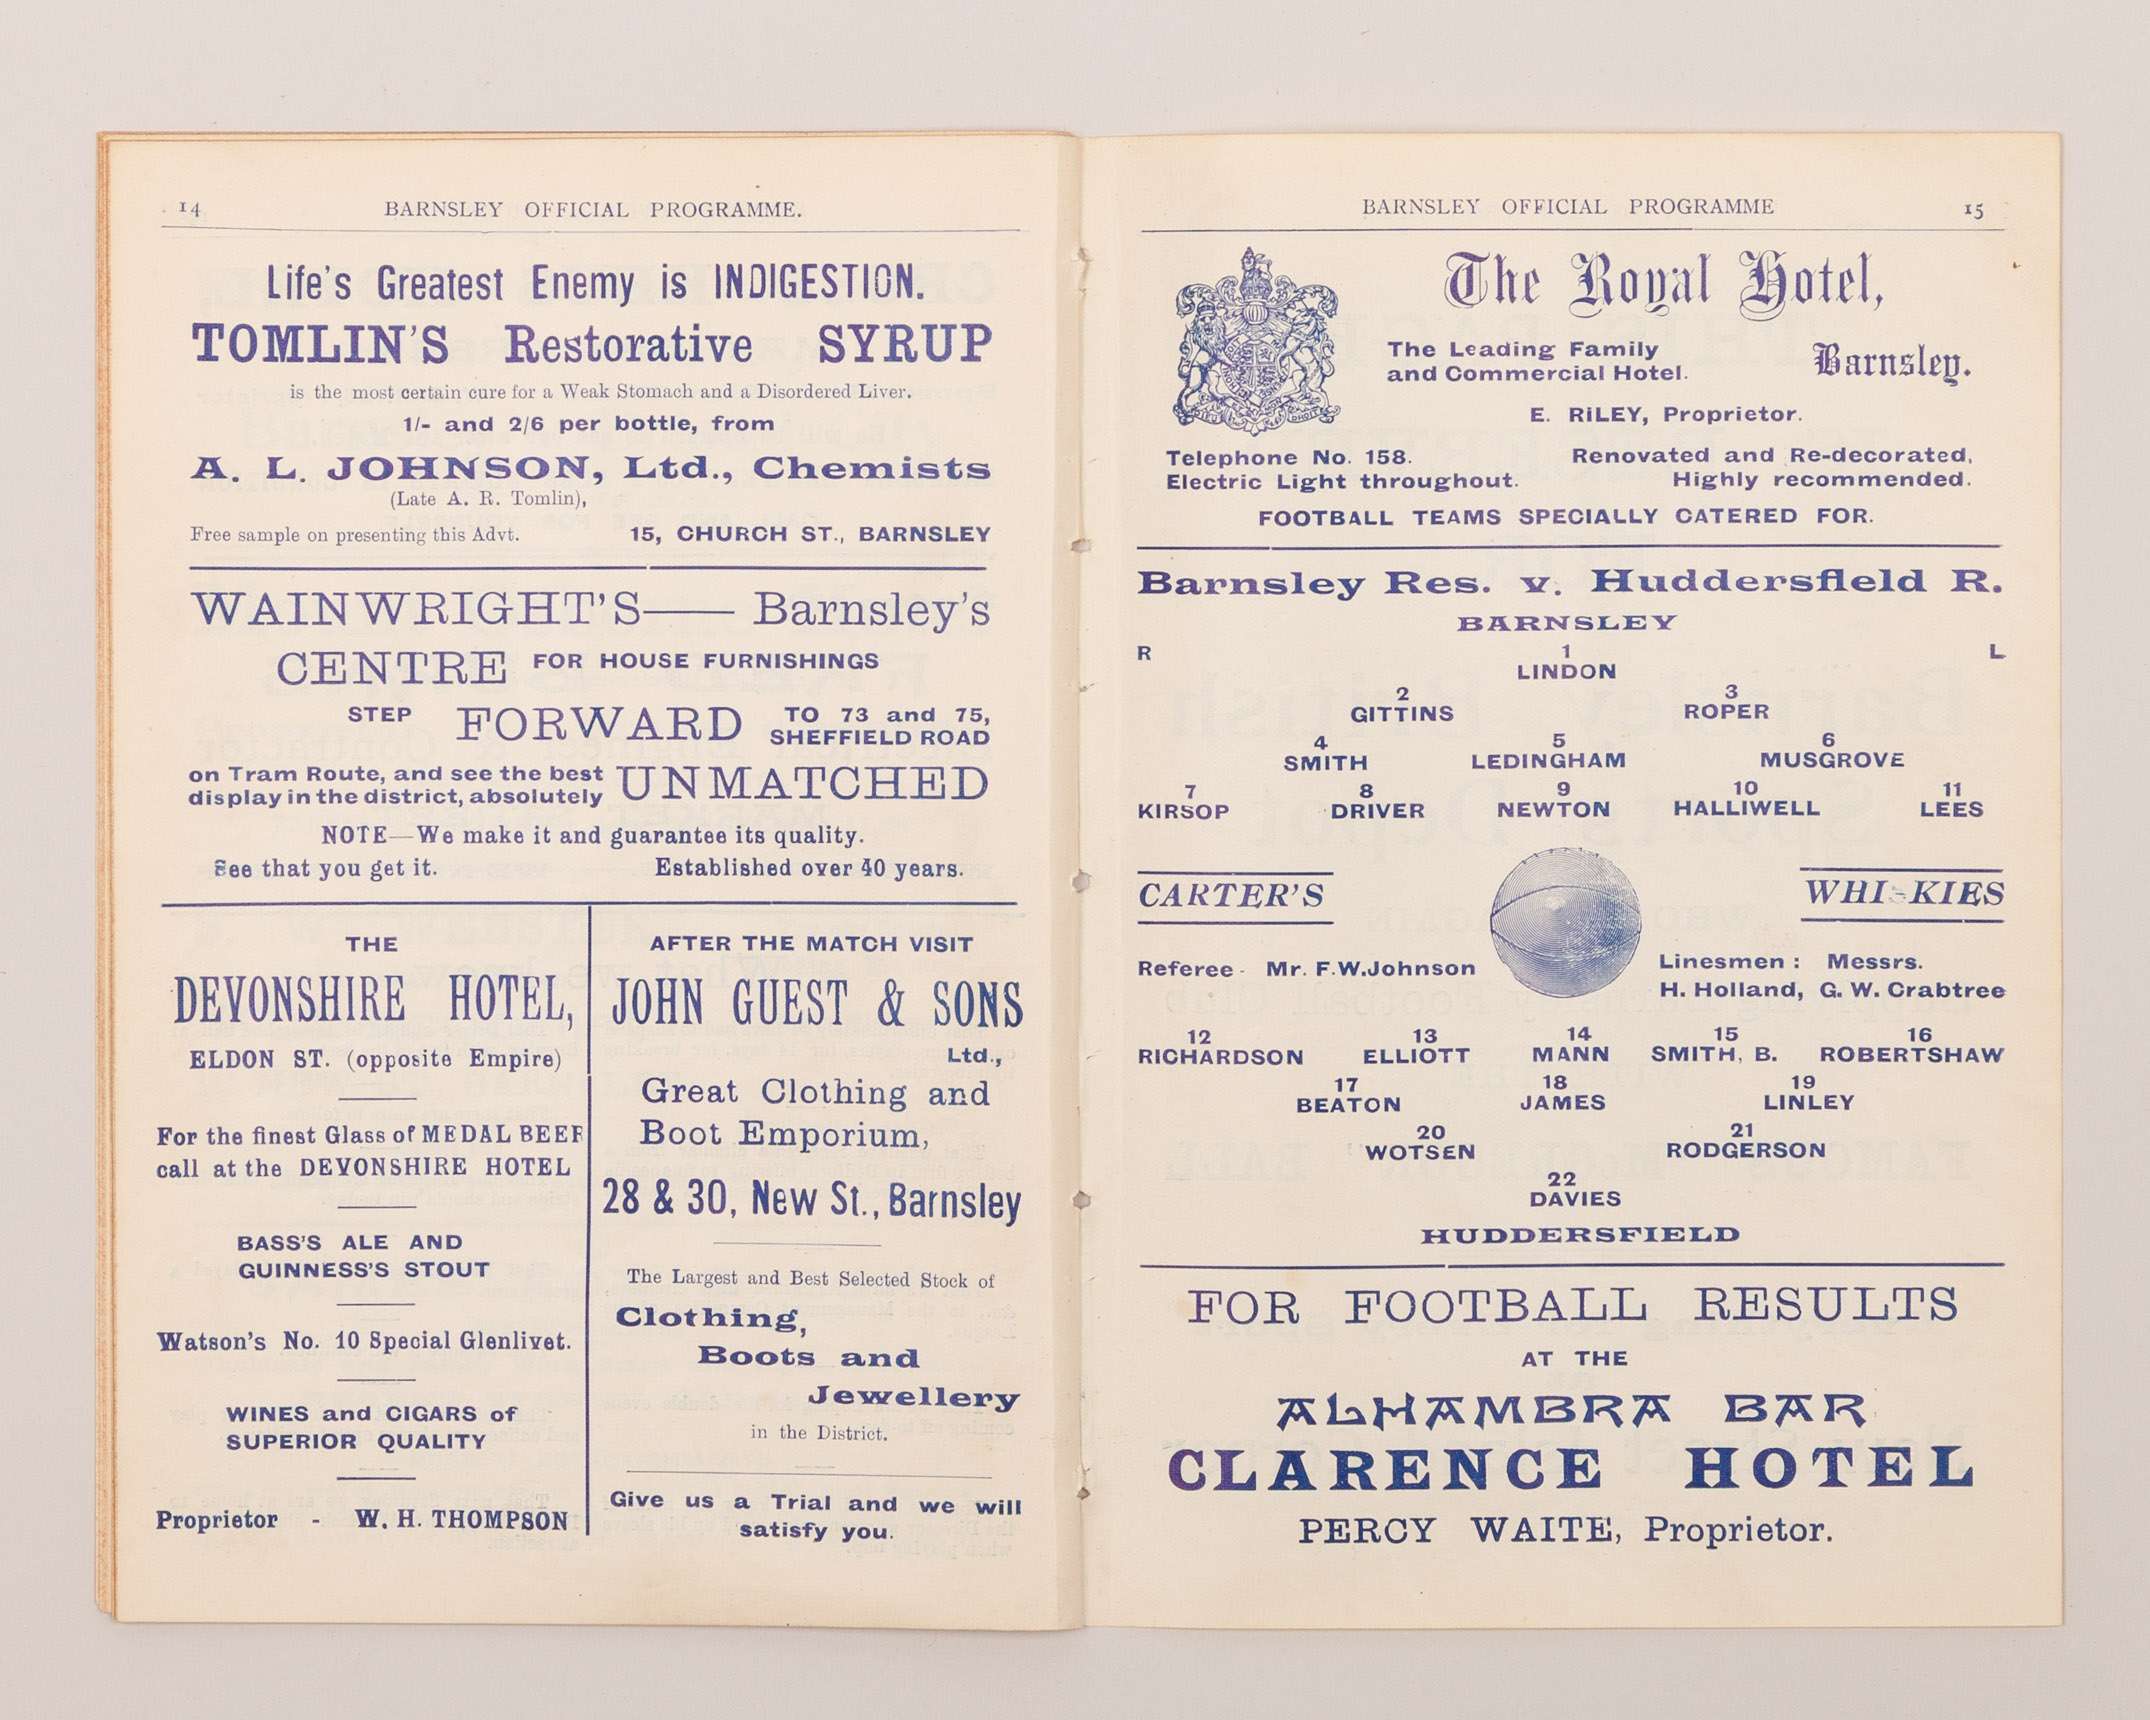 14 BARNSLEY OFFICIAL PROGRAMME.
Life's Greatest Enemy is INDIGESTION.
TOMLIN'S Restorative SYRUP
is the most certain cure for a Weak Stomach and a Disordered Liver.
1/- and 2/6 per bottle, from
A. L. JOHNSON, Ltd., Chemists
(Late A. R. Tomlin),
Free sample on presenting this Advt. 15, CHURCH ST., BARNSLEY
WAINWRIGHT'S—— Barnsley's
CENTRE FOR HOUSE FURNISHINGS
STEP FORWARD TO 73 and 75,
SHEFFIELD ROAD
on Tram Route, and see the best
display in the district, absolutely UNMATCHED
NOTE—We make it and guarantee its quality.
See that you get it. Established over 40 years.
THE
DEVONSHIRE HOTEL,
ELDON ST. (opposite Empire)
For the finest Glass of MEDAL BEER
call at the DEVONSHIRE HOTEL
BASS'S ALE AND
GUINNESS'S STOUT
Watson's No. 10 Special Glenlivet.
WINES and CIGARS of
SUPERIOR QUALITY
Proprietor - W. H. THOMPSON
AFTER THE MATCH VISIT
JOHN GUEST & SONS
Ltd.,
Great Clothing and
Boot Emporium,
28 & 30, New St., Barnsley
The Largest and Best Selected Stock of
Clothing,
Boots and
Jewellery
in the District.
Give us a Trial and we will
satisfy you.
BARNSLEY OFFICIAL PROGRAMME 15
The Royal Hotel,
The Leading Family
and Commercial Hotel. Barnsley.
E. RILEY, Proprietor.
Telephone No. 158. Renovated and Re-decorated,
Electric Light throughout. Highly recommended.
FOOTBALL TEAMS SPECIALLY CATERED FOR.
Barnsley Res. v. Huddersfield R.
BARNSLEY
R 1 L
LINDON
2 3
GITTINS ROPER
4 5 6
SMITH LEDINGHAM MUSGROVE
7 8 9 10 11
KIRSOP DRIVER NEWTON HALLIWELL LEES
CARTER'S WHI-KIES
Referee - Mr. F.W.Johnson
Linesmen : Messrs.
H. Holland, G. W. Crabtree
12 13 14 15 16
RICHARDSON ELLIOTT MANN SMITH, B. ROBERTSHAW
17 18 19
BEATON JAMES LINLEY
20 21
WOTSEN RODGERSON
22
DAVIES
HUDDERSFIELD
FOR FOOTBALL RESULTS
AT THE
ALHAMBRA BAR
CLARENCE HOTEL
PERCY WAITE, Proprietor.